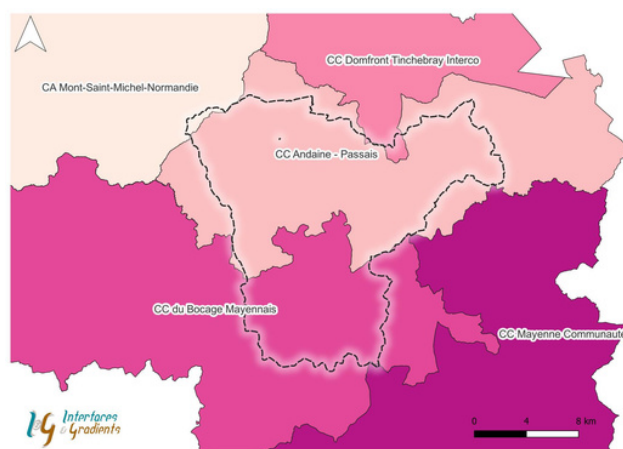 CC Domfront Tinchebray Interco
CA Mont-Saint-Michel-Normandie
CC Andaine - Passais
CC du Bocage Mayennais
CC Mayenne Communauté
I&G Interfaces
& Gradients
0 4 8 km